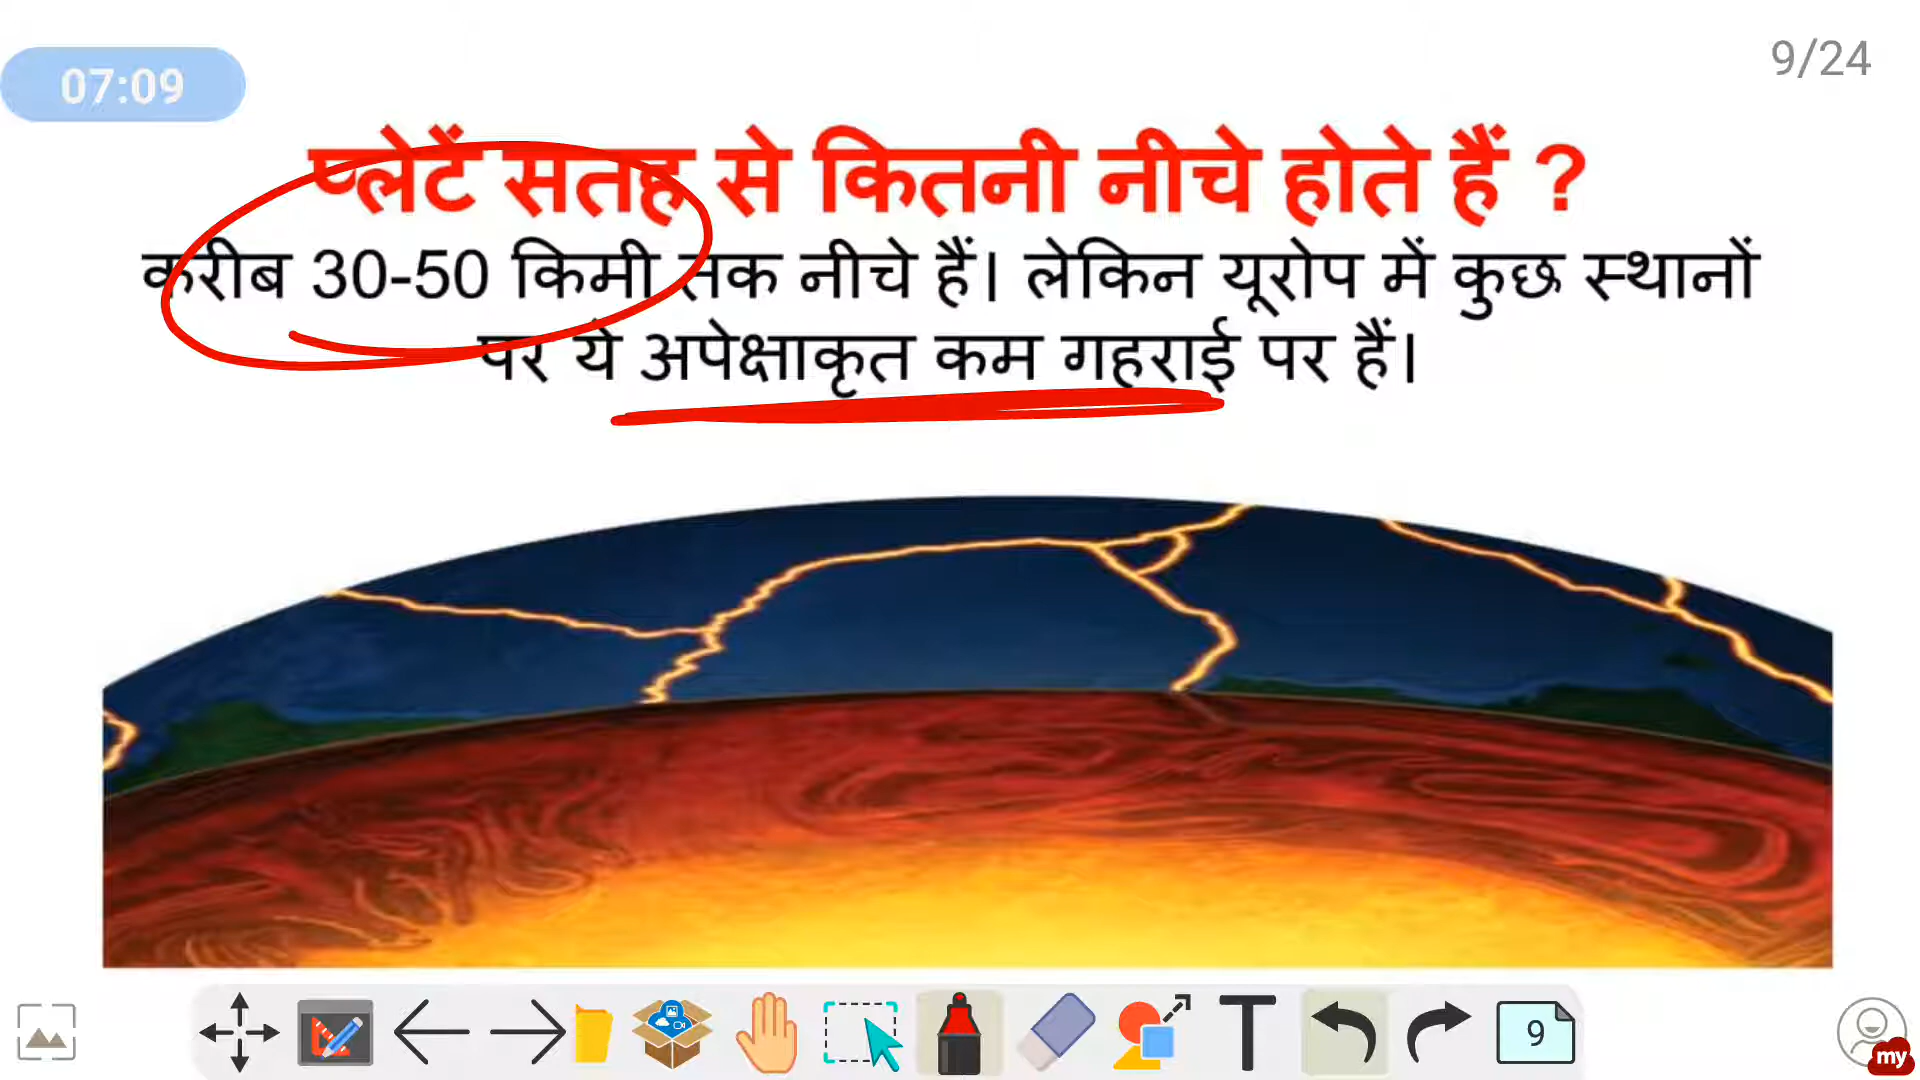 07:09
9/24
प्लेटें सतह से कितनी नीचे होते हैं ?
करीब 30-50 किमी तक नीचे हैं। लेकिन यूरोप में कुछ स्थानों
पर ये अपेक्षाकृत कम गहराई पर हैं।
T
9
my